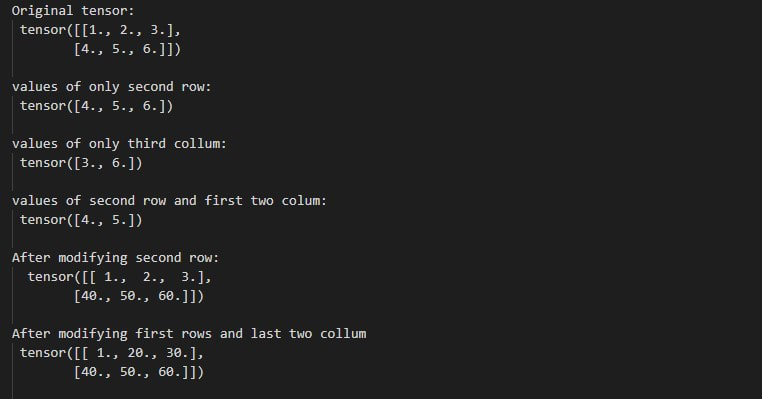 Original tensor:
 tensor([[1., 2., 3.],
        [4., 5., 6.]])
values of only second row:
 tensor([4., 5., 6.])
values of only third collum:
 tensor([3., 6.])
values of second row and first two colum:
 tensor([4., 5.])
After modifying second row:
  tensor([[ 1.,  2.,  3.],
        [40., 50., 60.]])
After modifying first rows and last two collum
 tensor([[ 1., 20., 30.],
        [40., 50., 60.]])